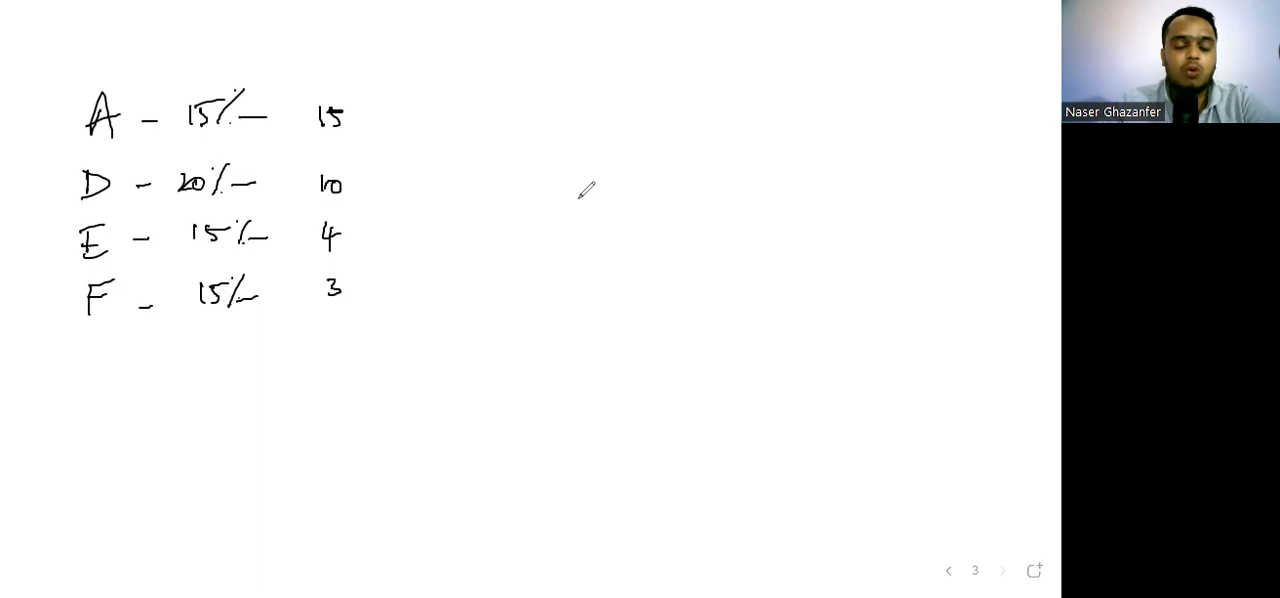 A - 15% - 15
D - 20% - 10
E - 15% - 4
F - 15% - 3
Naser Ghazanfer
< 3 >